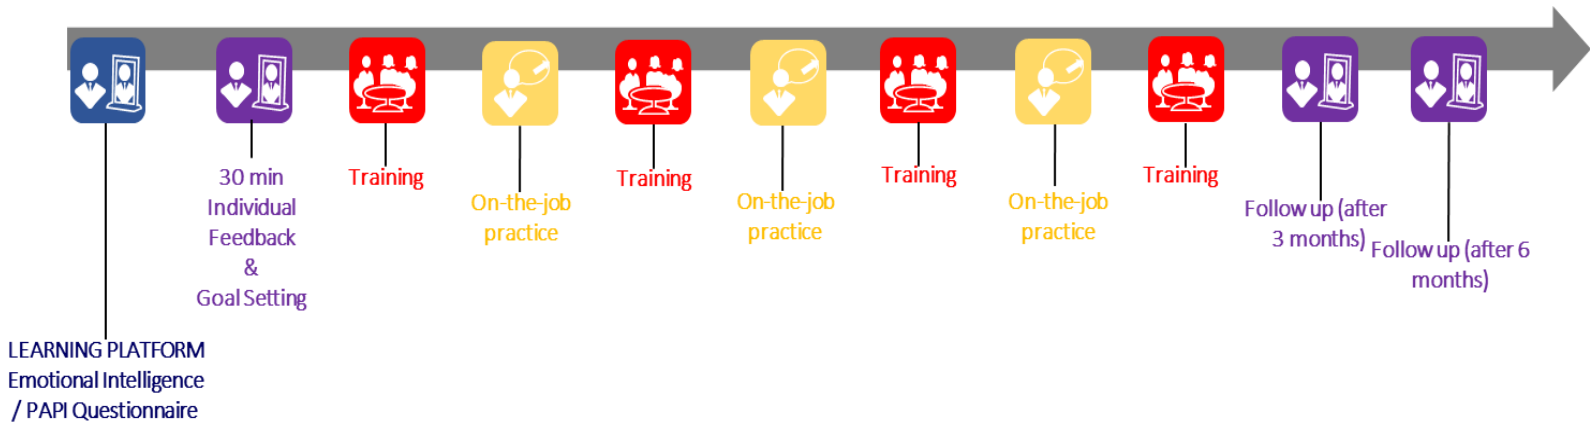 LEARNING PLATFORM
Emotional Intelligence
/ PAPI Questionnaire
30 min
Individual
Feedback
&
Goal Setting
Training
On-the-job
practice
Training
On-the-job
practice
Training
On-the-job
practice
Training
Follow up (after
3 months)
Follow up (after 6
months)